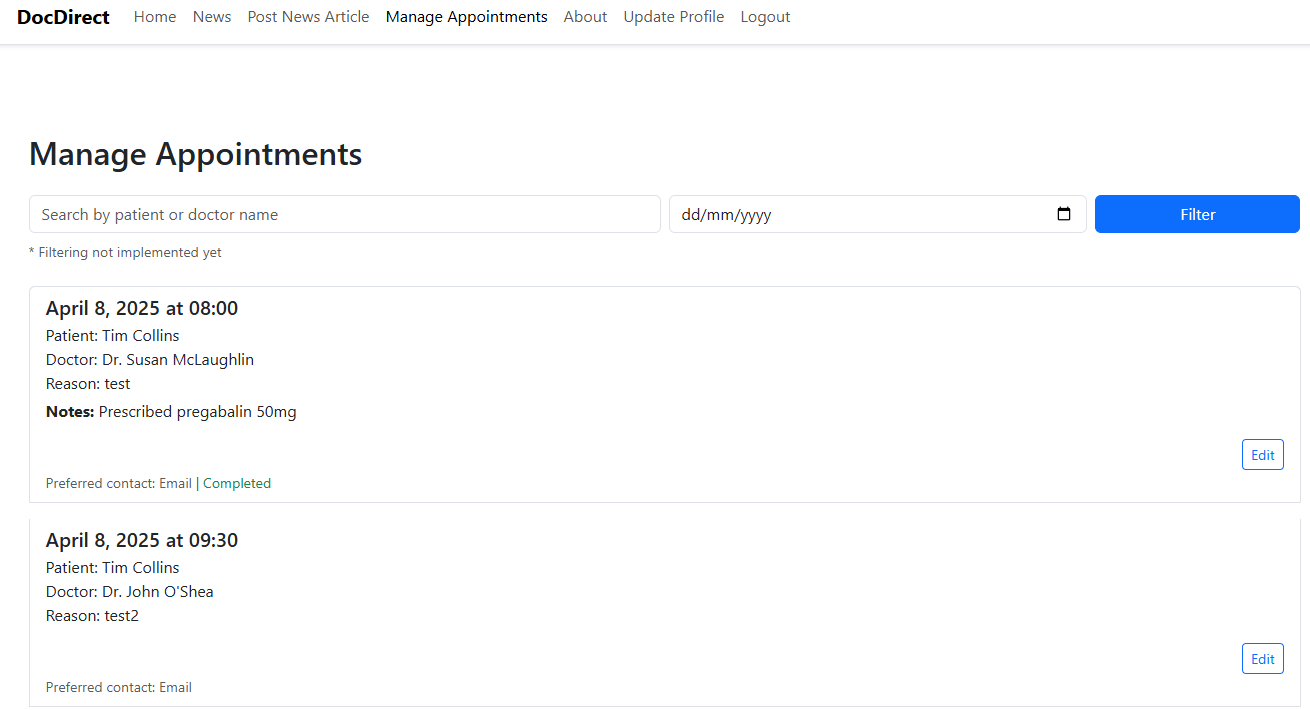 DocDirect Home News Post News Article Manage Appointments About Update Profile Logout
Manage Appointments
Search by patient or doctor name dd/mm/yyyy Filter
* Filtering not implemented yet
April 8, 2025 at 08:00
Patient: Tim Collins
Doctor: Dr. Susan McLaughlin
Reason: test
Notes: Prescribed pregabalin 50mg
Edit
Preferred contact: Email | Completed
April 8, 2025 at 09:30
Patient: Tim Collins
Doctor: Dr. John O'Shea
Reason: test2
Edit
Preferred contact: Email